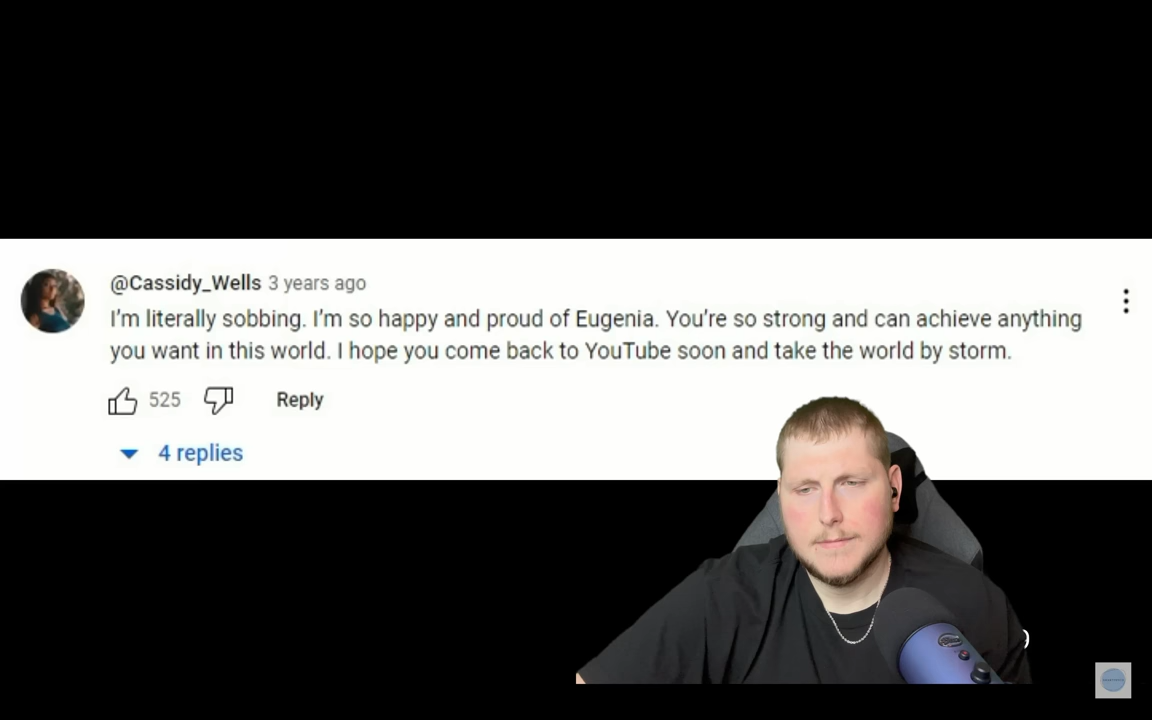 @Cassidy_Wells 3 years ago
I’m literally sobbing. I’m so happy and proud of Eugenia. You’re so strong and can achieve anything
you want in this world. I hope you come back to YouTube soon and take the world by storm.
525 Reply
4 replies